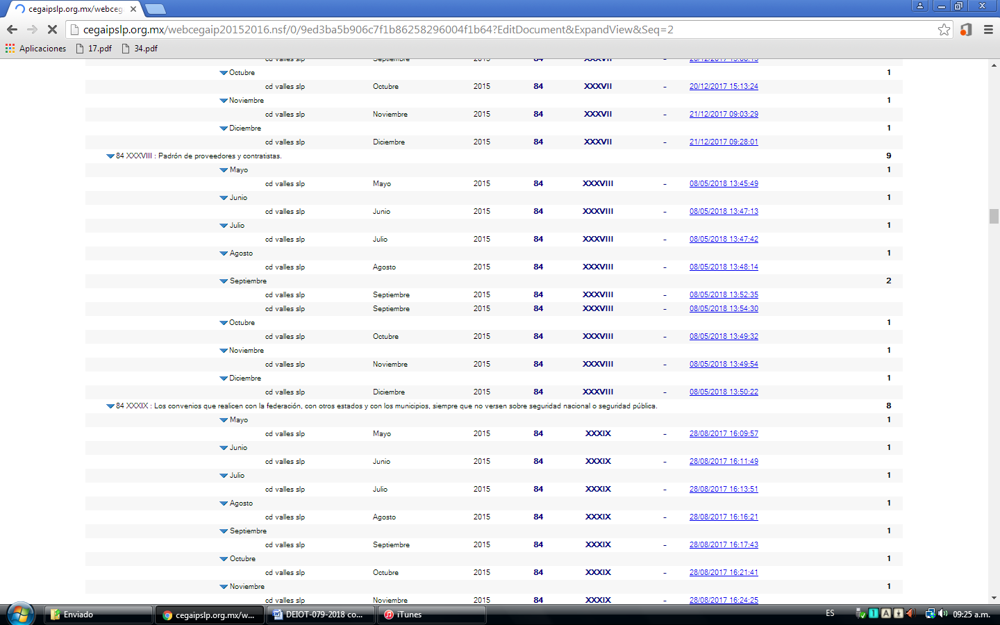 cegaipslp.org.mx/webceg
cegaipslp.org.mx/webcegaip20152016.nsf/0/9ed3ba5b906c7f1b86258296004f1b64?EditDocument&ExpandView&Seq=2
Aplicaciones 17.pdf 34.pdf
cd valles slp Septiembre 2015 84 XXXVII -
Octubre 1
cd valles slp Octubre 2015 84 XXXVII - 20/12/2017 15:13:24
Noviembre 1
cd valles slp Noviembre 2015 84 XXXVII - 21/12/2017 09:03:29
Diciembre 1
cd valles slp Diciembre 2015 84 XXXVII - 21/12/2017 09:28:01
84 XXXVIII : Padrón de proveedores y contratistas. 9
Mayo 1
cd valles slp Mayo 2015 84 XXXVIII - 08/05/2018 13:45:49
Junio 1
cd valles slp Junio 2015 84 XXXVIII - 08/05/2018 13:47:13
Julio 1
cd valles slp Julio 2015 84 XXXVIII - 08/05/2018 13:47:42
Agosto 1
cd valles slp Agosto 2015 84 XXXVIII - 08/05/2018 13:48:14
Septiembre 2
cd valles slp Septiembre 2015 84 XXXVIII - 08/05/2018 13:52:35
cd valles slp Septiembre 2015 84 XXXVIII - 08/05/2018 13:54:30
Octubre 1
cd valles slp Octubre 2015 84 XXXVIII - 08/05/2018 13:49:32
Noviembre 1
cd valles slp Noviembre 2015 84 XXXVIII - 08/05/2018 13:49:54
Diciembre 1
cd valles slp Diciembre 2015 84 XXXVIII - 08/05/2018 13:50:22
84 XXXIX : Los convenios que realicen con la federación, con otros estados y con los municipios, siempre que no versen sobre seguridad nacional o seguridad pública. 8
Mayo 1
cd valles slp Mayo 2015 84 XXXIX - 28/08/2017 16:09:57
Junio 1
cd valles slp Junio 2015 84 XXXIX - 28/08/2017 16:11:49
Julio 1
cd valles slp Julio 2015 84 XXXIX - 28/08/2017 16:13:51
Agosto 1
cd valles slp Agosto 2015 84 XXXIX - 28/08/2017 16:16:21
Septiembre 1
cd valles slp Septiembre 2015 84 XXXIX - 28/08/2017 16:17:43
Octubre 1
cd valles slp Octubre 2015 84 XXXIX - 28/08/2017 16:21:41
Noviembre 1
cd valles slp Noviembre 2015 84 XXXIX - 28/08/2017 16:24:25
Enviado cegaipslp.org.mx/w... DEIOT-079-2018 co... iTunes ES 1 A 09:25 a.m.